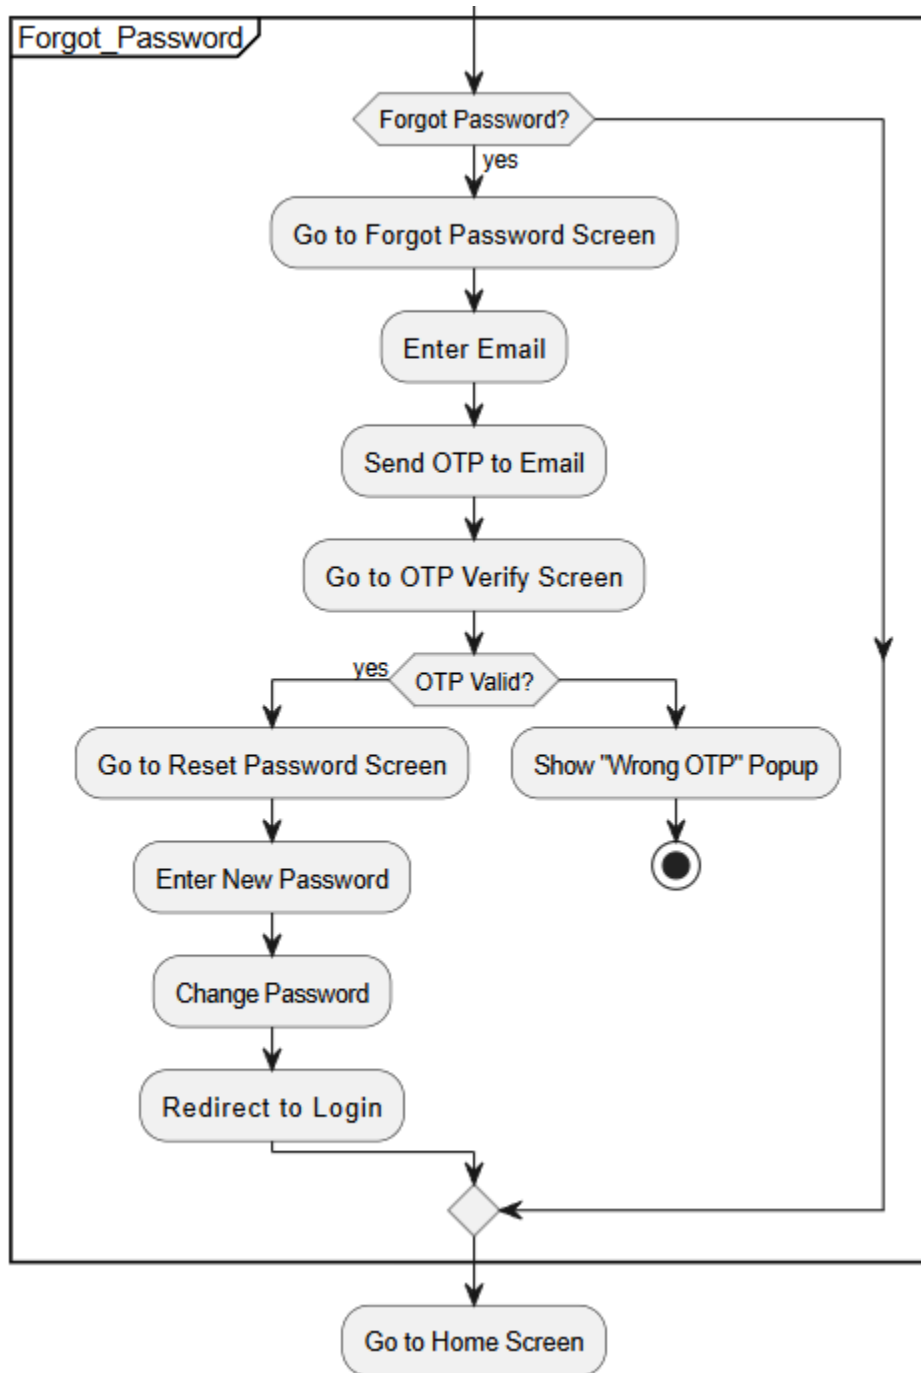 Forgot_Password
Forgot Password?
yes
Go to Forgot Password Screen
Enter Email
Send OTP to Email
Go to OTP Verify Screen
yes
OTP Valid?
Go to Reset Password Screen
Show "Wrong OTP" Popup
Enter New Password
Change Password
Redirect to Login
Go to Home Screen